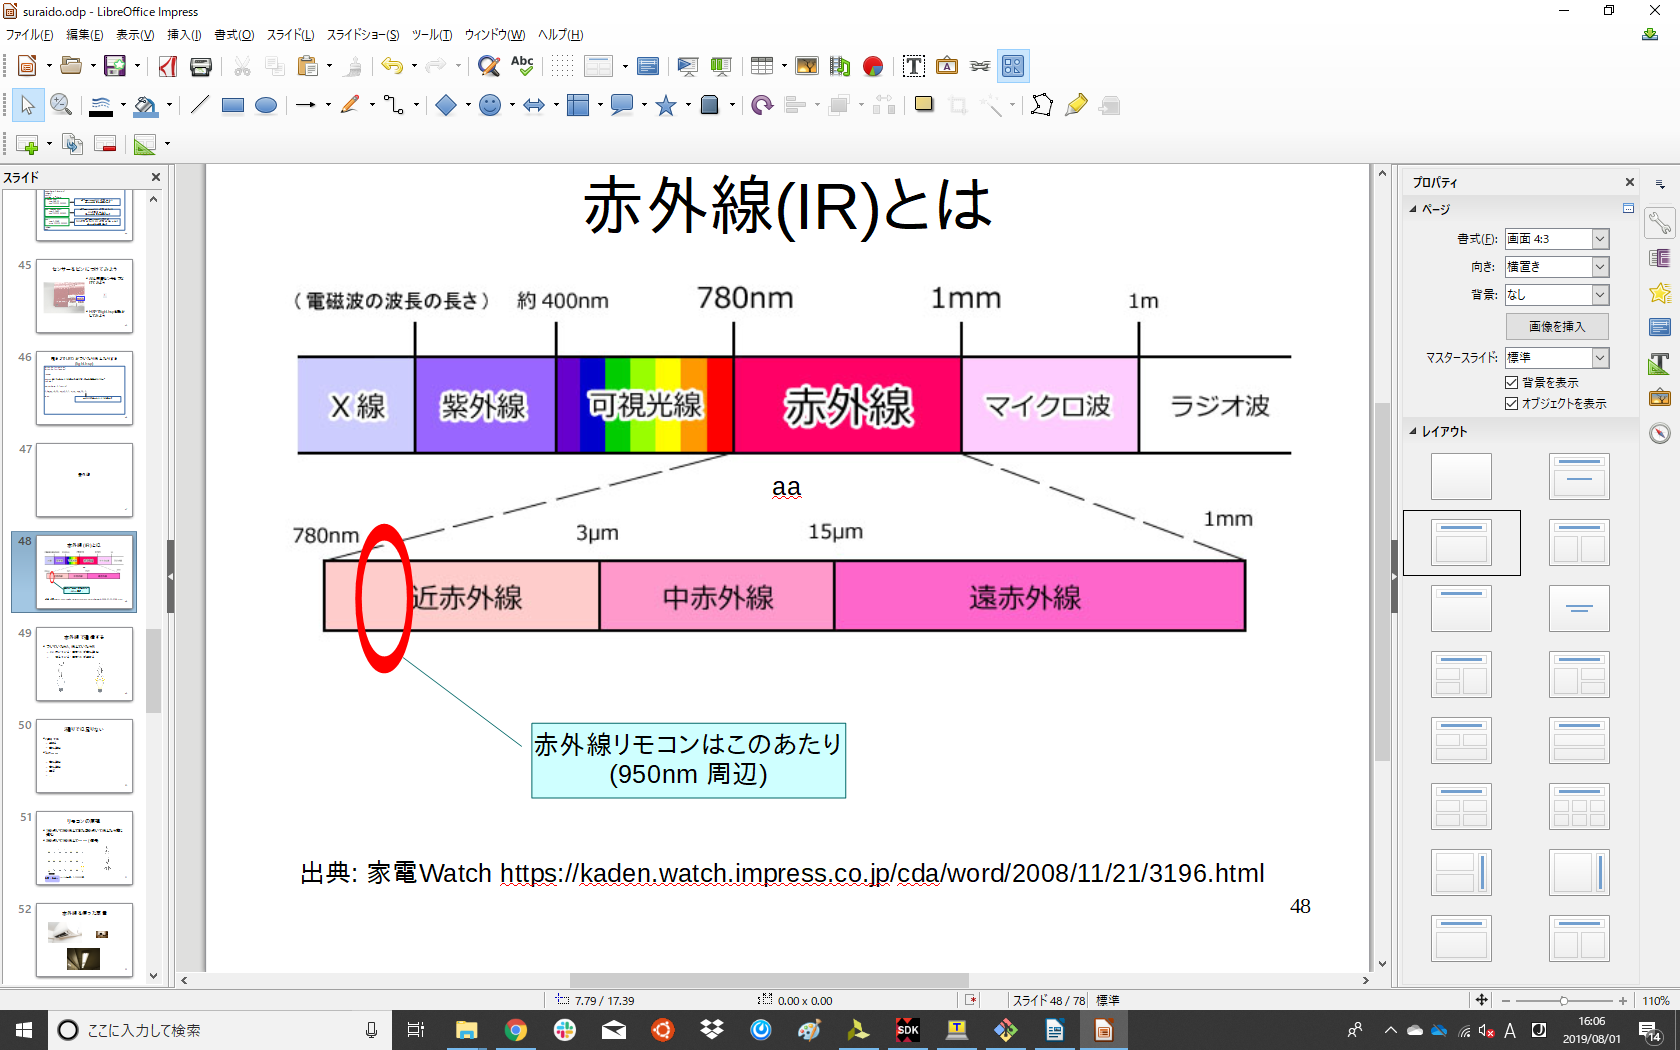 suraido.odp - LibreOffice Impress
ファイル(F) 編集(E) 表示(V) 挿入(I) 書式(O) スライド(L) スライドショー(S) ツール(T) ウィンドウ(W) ヘルプ(H)
Abc
スライド
45
46
47
48
49
50
51
52
赤外線(IR)とは
(電磁波の波長の長さ) 約 400nm 780nm 1mm 1m
X 線 紫外線 可視光線 赤外線 マイクロ波 ラジオ波
aa
780nm 3μm 15μm 1mm
近赤外線 中赤外線 遠赤外線
赤外線リモコンはこのあたり
(950nm 周辺)
出典: 家電Watch https://kaden.watch.impress.co.jp/cda/word/2008/11/21/3196.html
48
プロパティ
ページ
書式(F): 画面 4:3
向き: 横置き
背景: なし
画像を挿入
マスタースライド: 標準
背景を表示
オブジェクトを表示
レイアウト
7.79 / 17.39 0.00 x 0.00 スライド 48 / 78 標準 110%
ここに入力して検索
SDK
A
16:06
2019/08/01
14